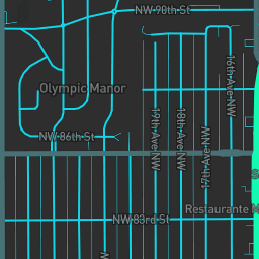 NW 90th St
Olympic Manor
16th Ave NW
19th Ave NW
18th Ave NW
17th Ave NW
NW 86th St
Restaurante
NW 83rd St